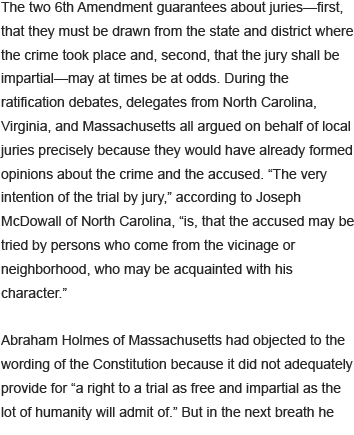 The two 6th Amendment guarantees about juries—first,
that they must be drawn from the state and district where
the crime took place and, second, that the jury shall be
impartial—may at times be at odds. During the
ratification debates, delegates from North Carolina,
Virginia, and Massachusetts all argued on behalf of local
juries precisely because they would have already formed
opinions about the crime and the accused. “The very
intention of the trial by jury,” according to Joseph
McDowall of North Carolina, “is, that the accused may be
tried by persons who come from the vicinage or
neighborhood, who may be acquainted with his
character.”
Abraham Holmes of Massachusetts had objected to the
wording of the Constitution because it did not adequately
provide for “a right to a trial as free and impartial as the
lot of humanity will admit of.” But in the next breath he